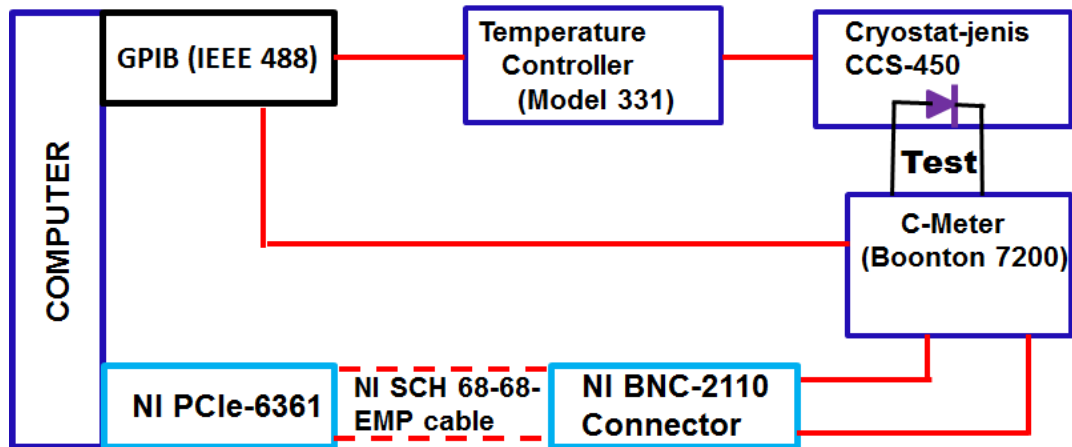 COMPUTER
GPIB (IEEE 488)
Temperature
Controller
(Model 331)
Cryostat-jenis
CCS-450
Test
C-Meter
(Boonton 7200)
NI PCIe-6361
NI SCH 68-68-
EMP cable
NI BNC-2110
Connector